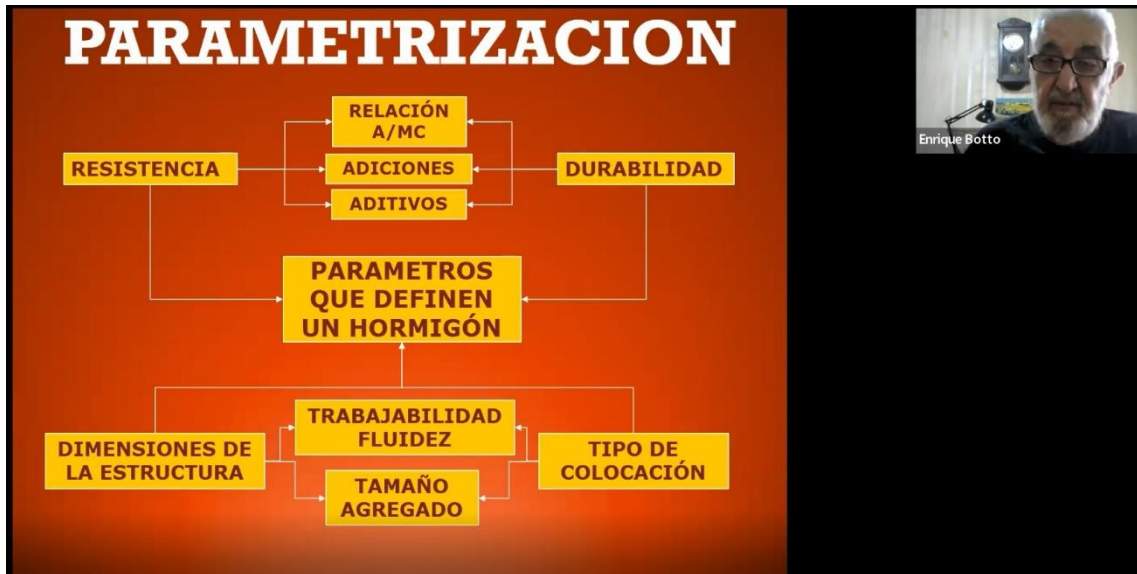 PARAMETRIZACION
RELACIÓN
A/MC
RESISTENCIA
ADICIONES
DURABILIDAD
ADITIVOS
PARAMETROS
QUE DEFINEN
UN HORMIGÓN
TRABAJABILIDAD
FLUIDEZ
DIMENSIONES DE
LA ESTRUCTURA
TIPO DE
COLOCACIÓN
TAMAÑO
AGREGADO
Enrique Botto